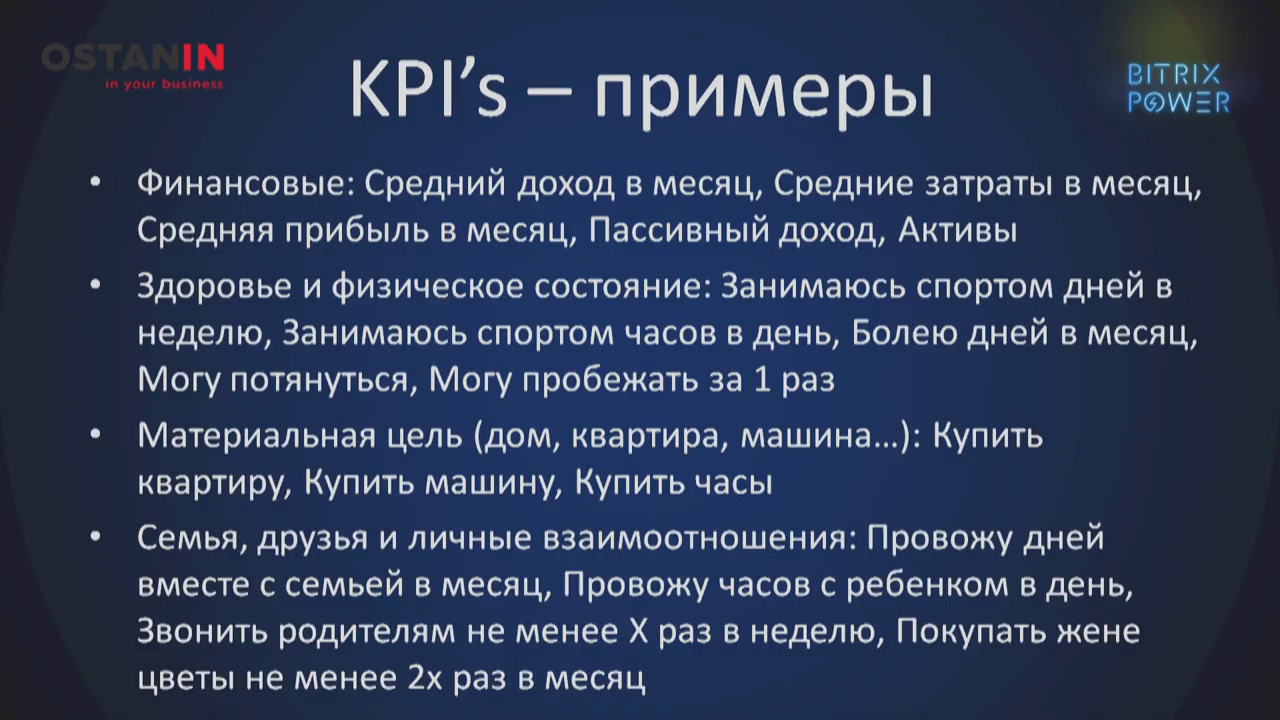 OSTANIN
in your business
KPI’s – примеры
BITRIX
POWER
• Финансовые: Средний доход в месяц, Средние затраты в месяц,
Средняя прибыль в месяц, Пассивный доход, Активы
• Здоровье и физическое состояние: Занимаюсь спортом дней в
неделю, Занимаюсь спортом часов в день, Болею дней в месяц,
Могу потянуться, Могу пробежать за 1 раз
• Материальная цель (дом, квартира, машина…): Купить
квартиру, Купить машину, Купить часы
• Семья, друзья и личные взаимоотношения: Провожу дней
вместе с семьей в месяц, Провожу часов с ребенком в день,
Звонить родителям не менее Х раз в неделю, Покупать жене
цветы не менее 2х раз в месяц